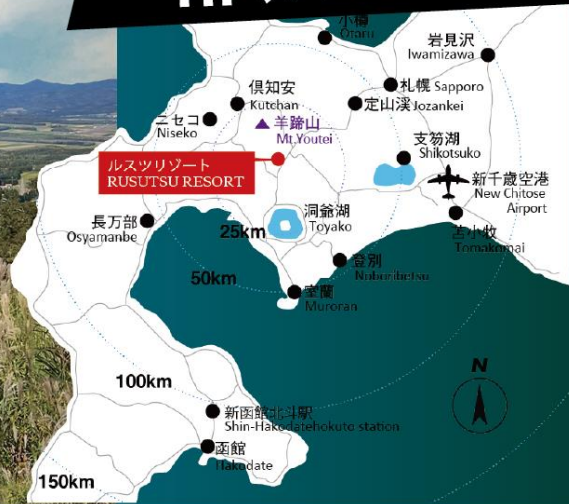 小樽
Otaru
岩見沢
Iwamizawa
倶知安
Kutchan
札幌 Sapporo
定山渓 Jozankei
ニセコ
Niseko
羊蹄山
Mt.Youtei
支笏湖
Shikotsuko
ルスツリゾート
RUSUTSU RESORT
新千歳空港
New Chitose
Airport
長万部
Osyamanbe
洞爺湖
Toyako
25km
苫小牧
Tomakomai
登別
Noboribetsu
50km
室蘭
Muroran
N
100km
新函館北斗駅
Shin-Hakodatehokuto station
函館
Hakodate
150km